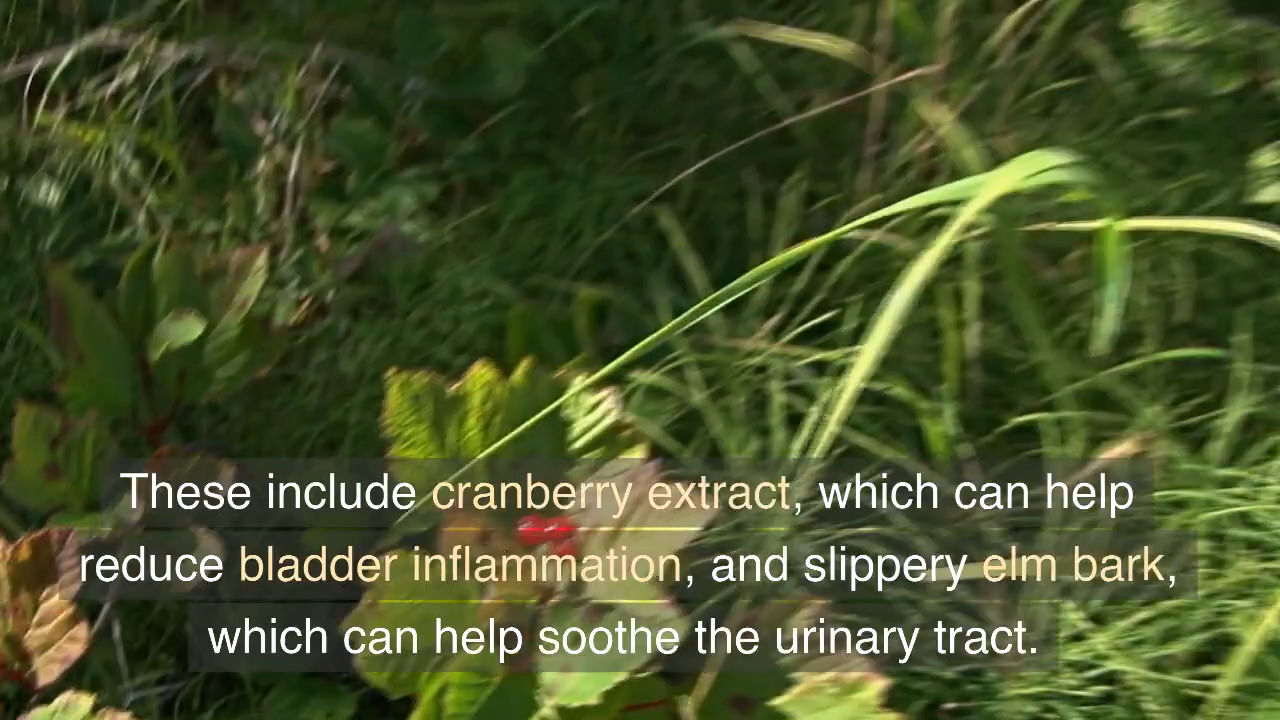 These include cranberry extract, which can help
reduce bladder inflammation, and slippery elm bark,
which can help soothe the urinary tract.